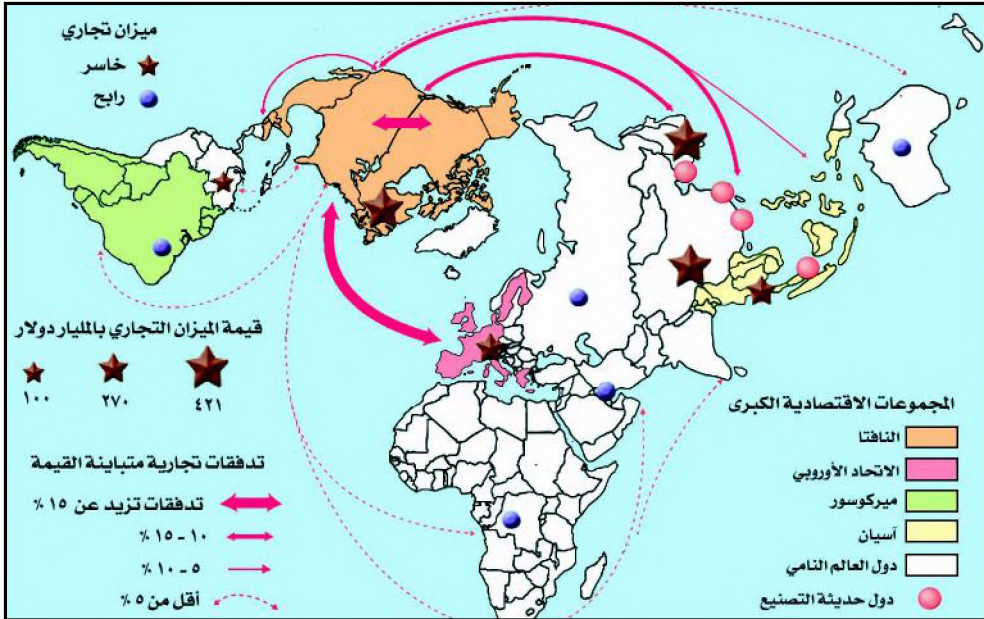 ميزان تجاري
خاسر
رابح
قيمة الميزان التجاري بالمليار دولار
٤٢١ ٢٧٠ ١٠٠
تدفقات تجارية متباينة القيمة
تدفقات تزيد عن ١٥ %
١٠ - ١٥ %
٥ - ١٠ %
أقل من ٥ %
المجموعات الاقتصادية الكبرى
النافتا
الاتحاد الأوروبي
ميركوسور
آسيان
دول العالم النامي
دول حديثة التصنيع